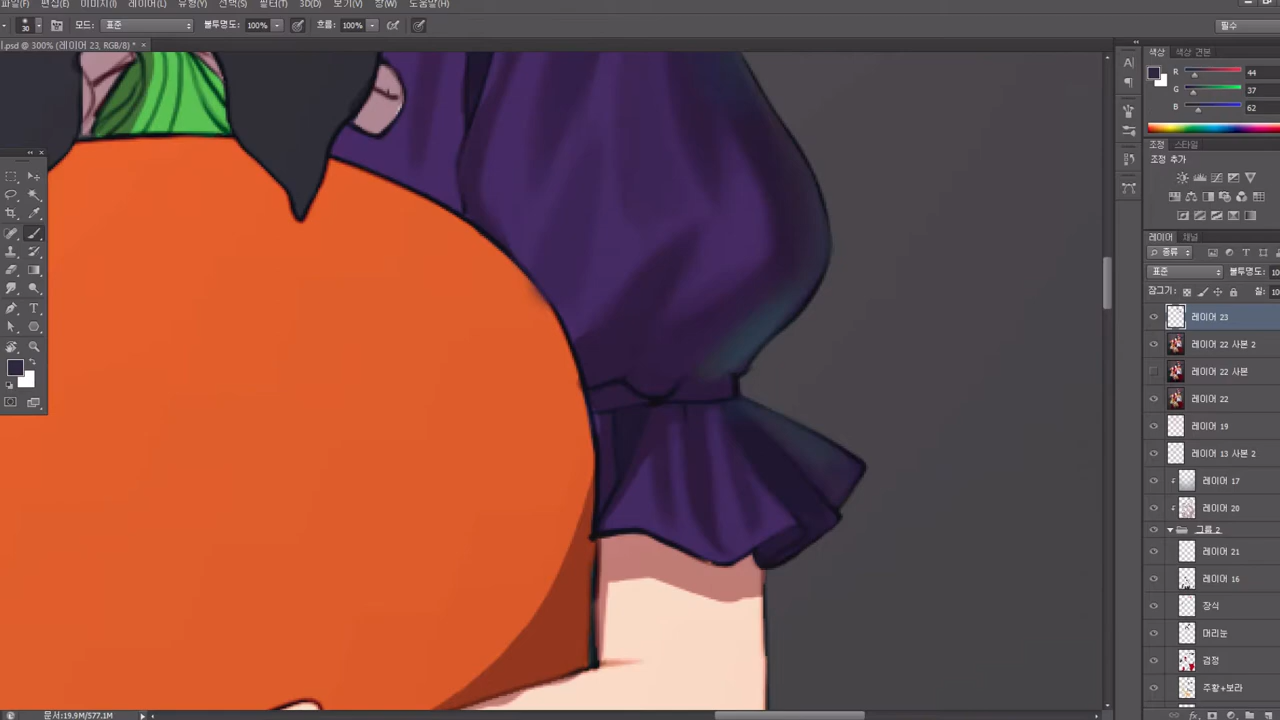 파일(F) 편집(E) 이미지(I) 레이어(L) 유형(Y) 선택(S) 필터(T) 3D(D) 보기(V) 창(W) 도움말(H)
30 모드: 표준 불투명도: 100% 흐름: 100% 필수
l.psd @ 300% (레이어 23, RGB/8) * ×
색상 색상 견본
R 44
G 37
B 62
조정 스타일
조정 추가
레이어 채널
종류
표준 불투명도: 10
잠그기: 칠: 10
레이어 23
레이어 22 사본 2
레이어 22 사본
레이어 22
레이어 19
레이어 13 사본 2
레이어 17
레이어 20
그룹 2
레이어 21
레이어 16
장식
머리눈
검정
주황+보라
문서:19.9M/577.1M